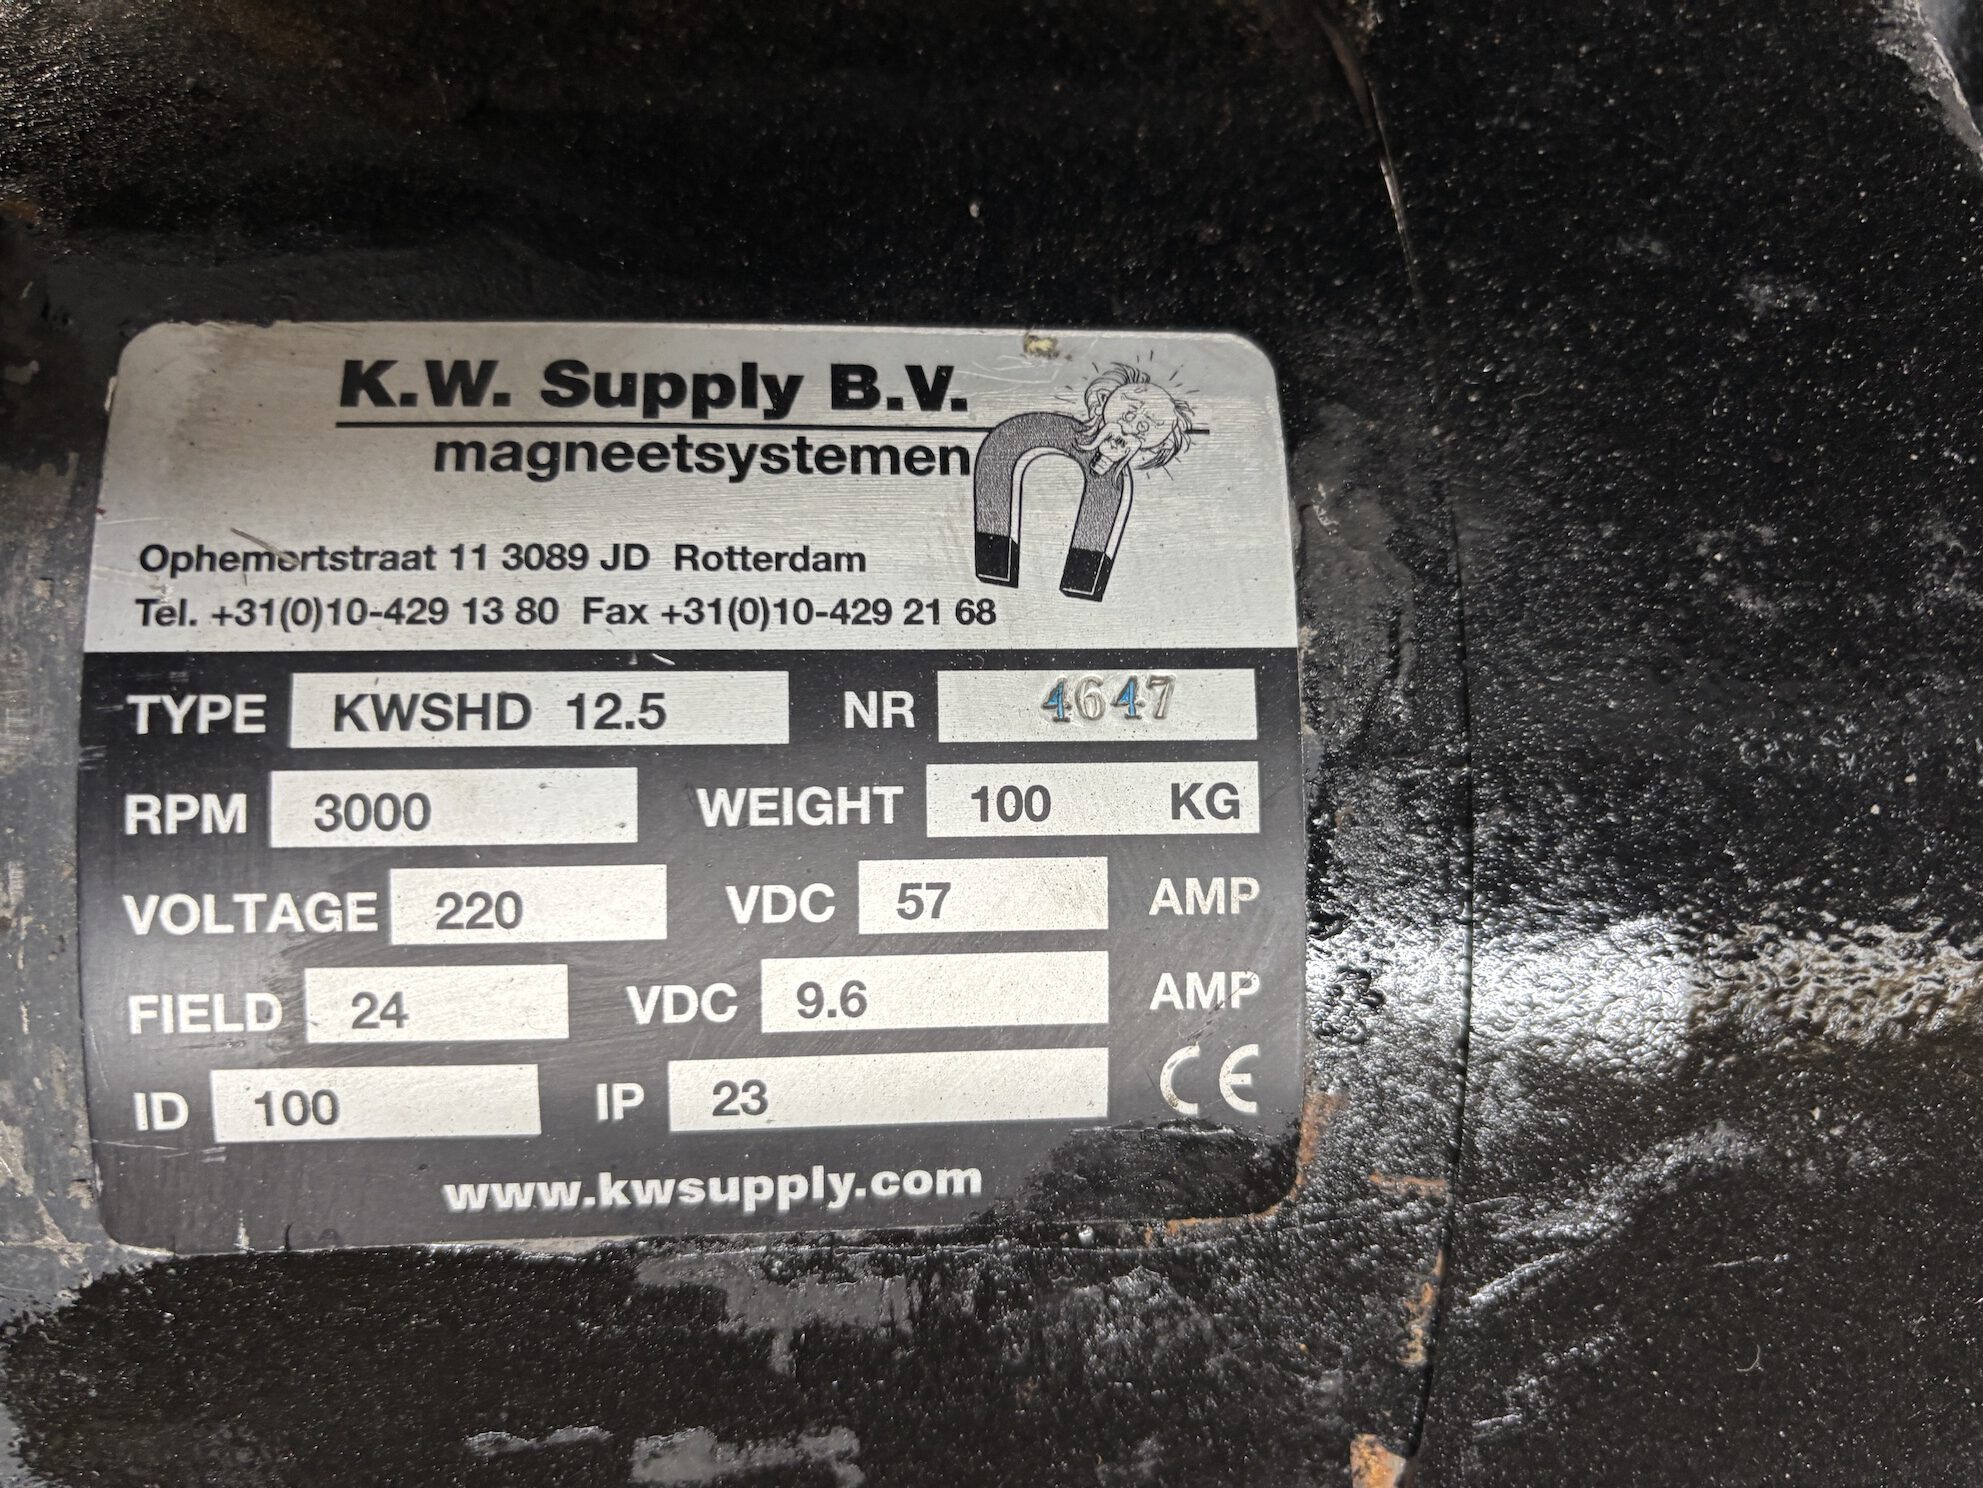 K.W. Supply B.V.
magneetsystemen
Ophemertstraat 11 3089 JD Rotterdam
Tel. +31(0)10-429 13 80 Fax +31(0)10-429 21 68
TYPE KWSHD 12.5 NR 4647
RPM 3000 WEIGHT 100 KG
VOLTAGE 220 VDC 57 AMP
FIELD 24 VDC 9.6 AMP
ID 100 IP 23 CE
www.kwsupply.com